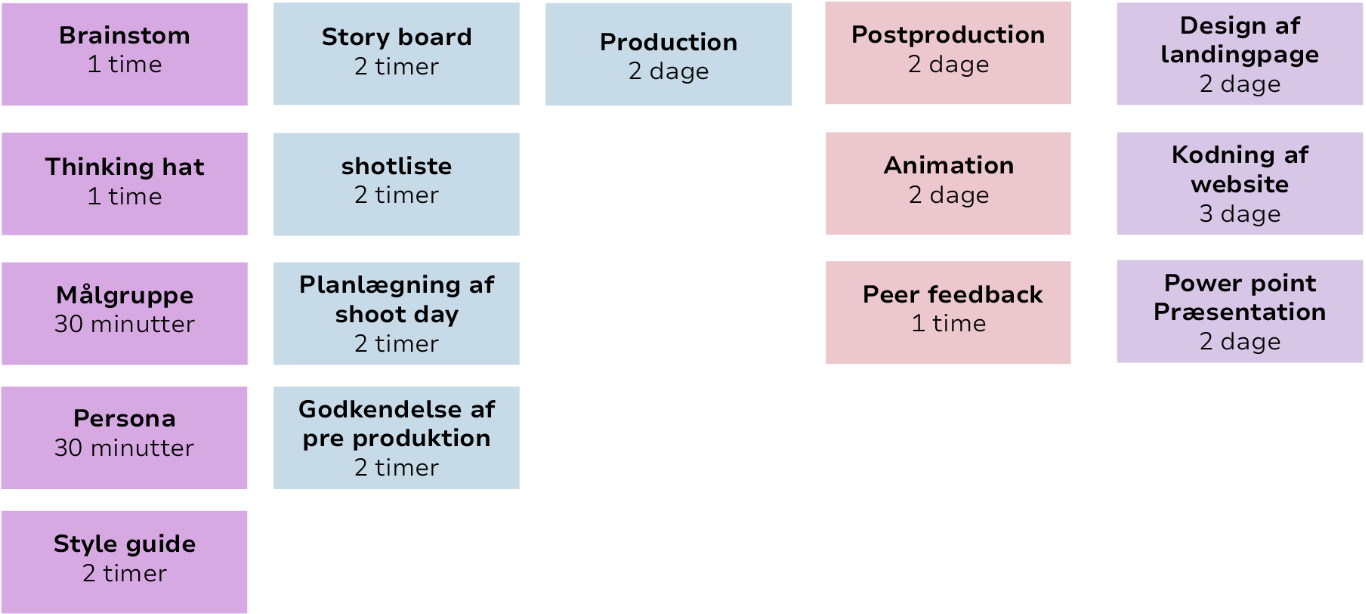 Brainstom
1 time
Thinking hat
1 time
Målgruppe
30 minutter
Persona
30 minutter
Style guide
2 timer
Story board
2 timer
shotliste
2 timer
Planlægning af
shoot day
2 timer
Godkendelse af
pre produktion
2 timer
Production
2 dage
Postproduction
2 dage
Animation
2 dage
Peer feedback
1 time
Design af
landingpage
2 dage
Kodning af
website
3 dage
Power point
Præsentation
2 dage